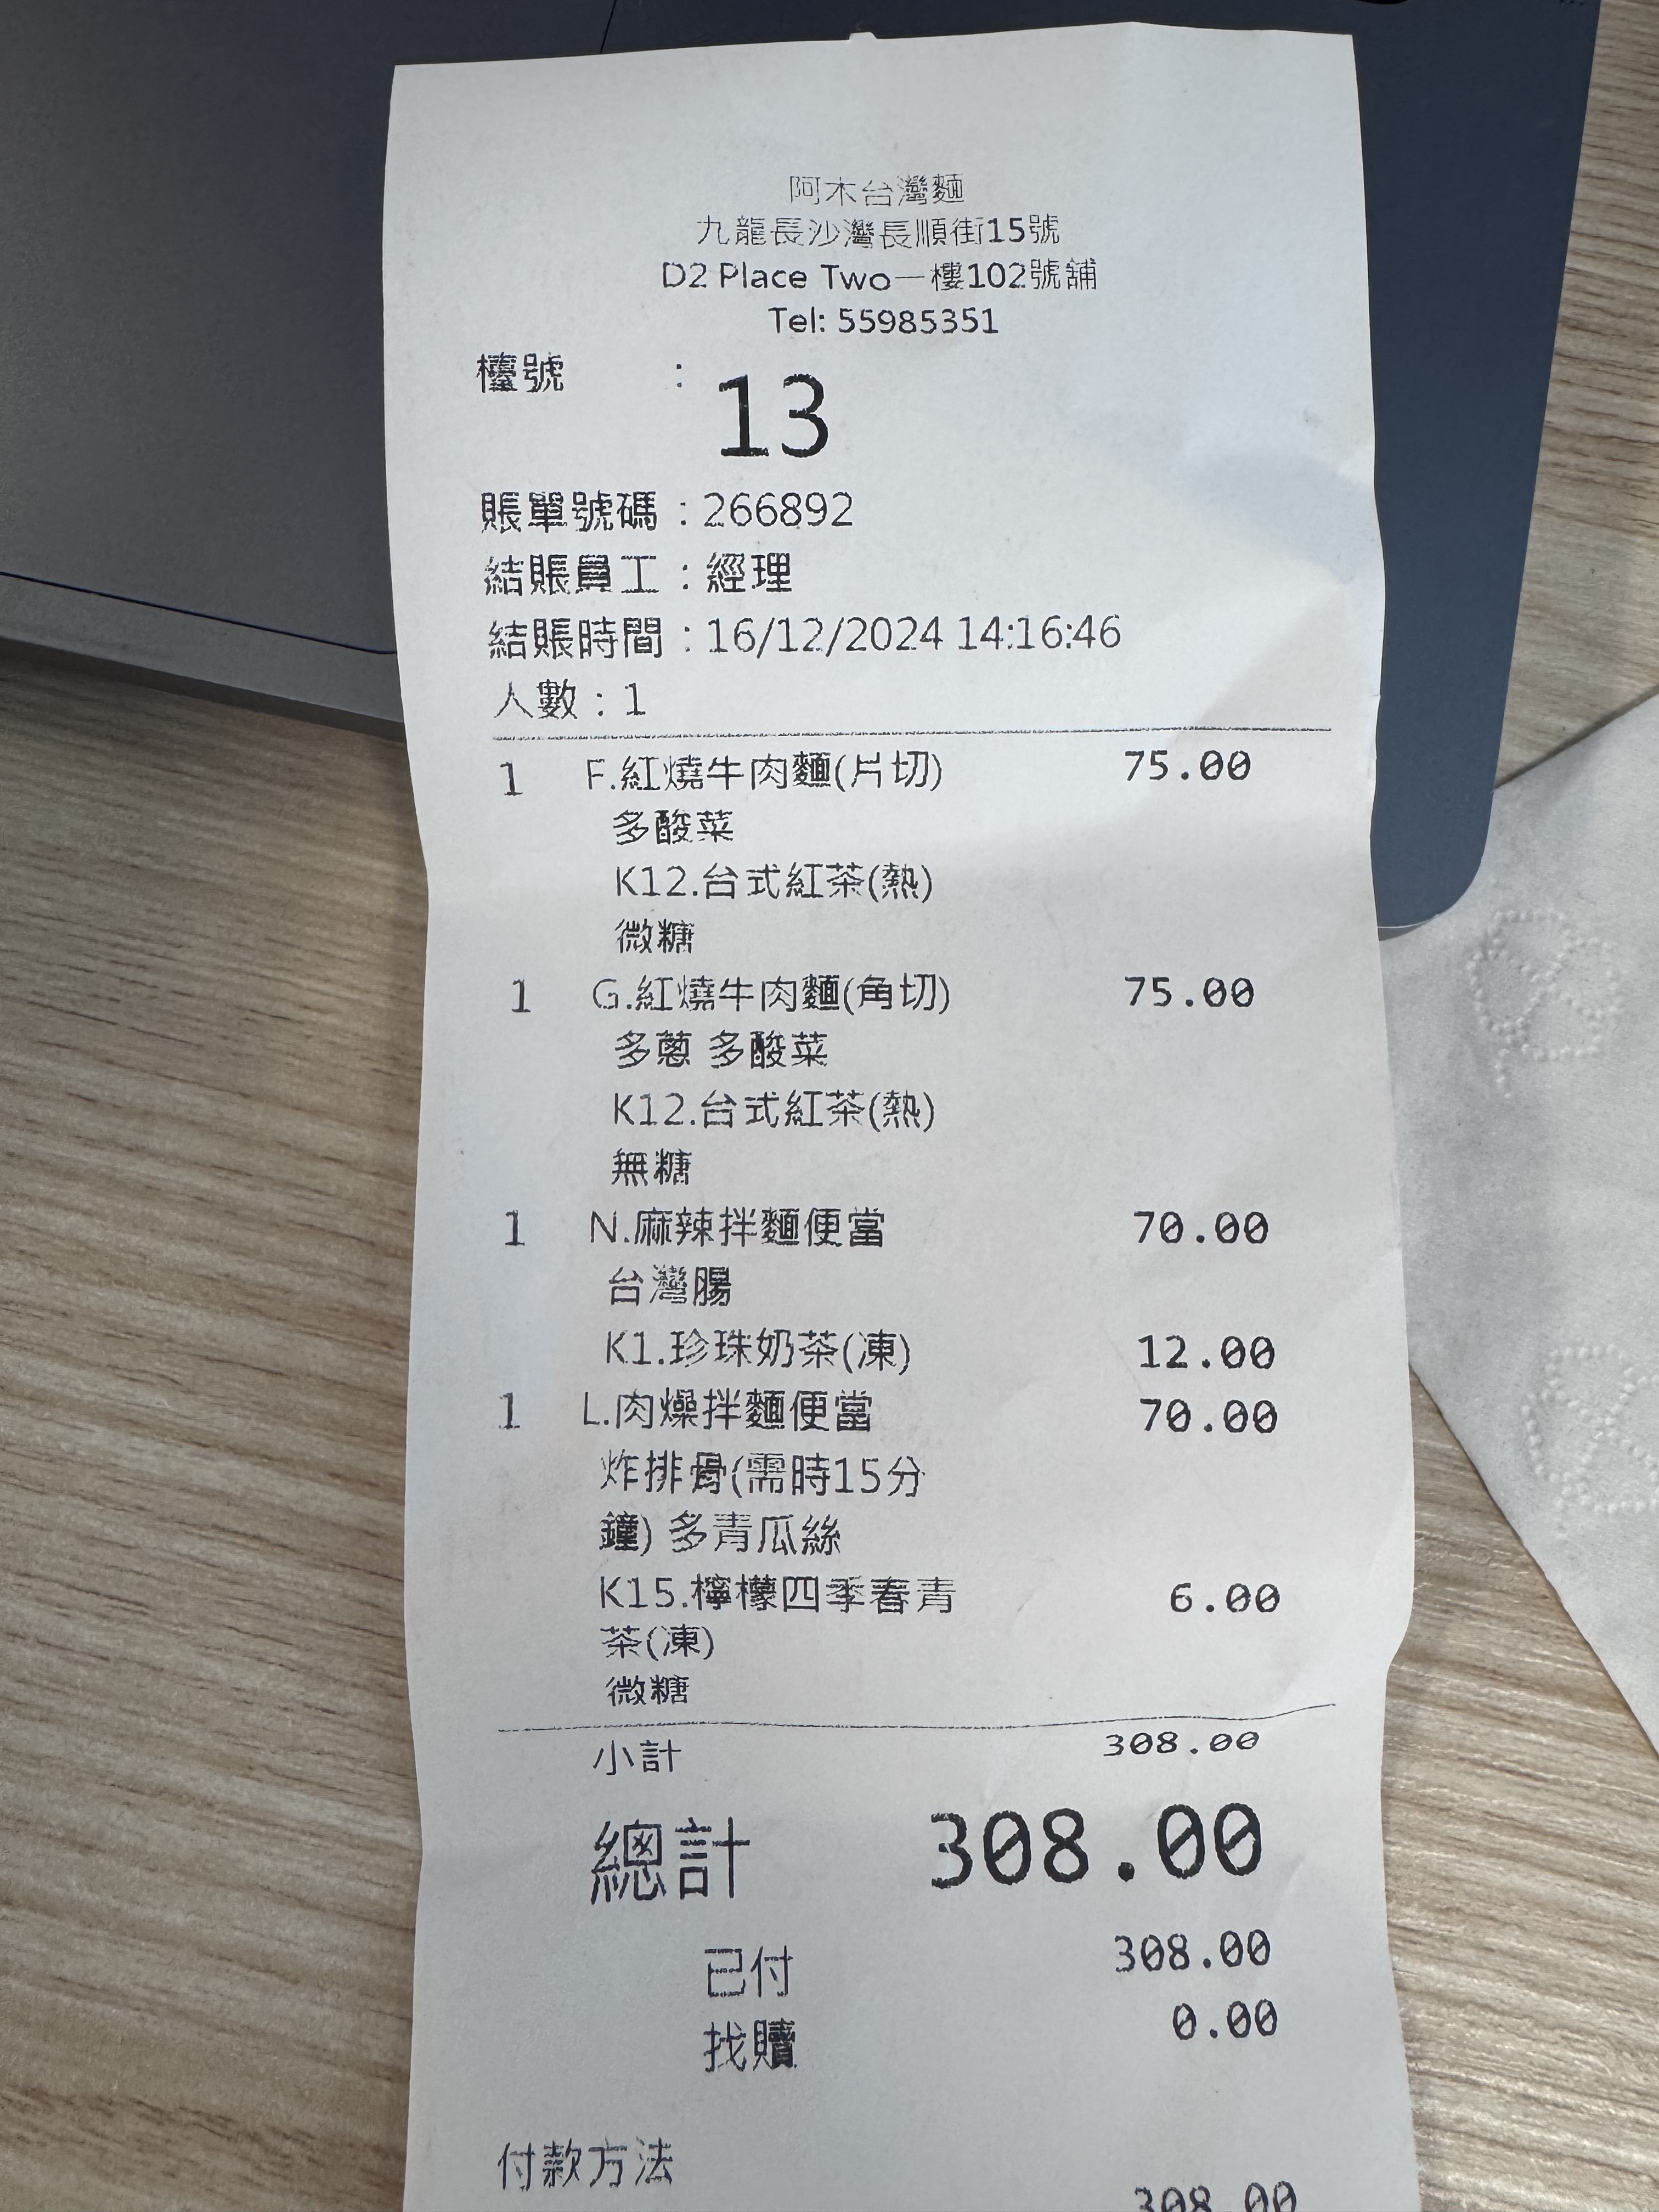 阿木台灣麵
九龍長沙灣長順街15號
D2 Place Two一樓102號舖
Tel: 55985351
檯號 : 13
賬單號碼 : 266892
結賬員工 : 經理
結賬時間 : 16/12/2024 14:16:46
人數 : 1
1 F.紅燒牛肉麵(片切) 75.00
多酸菜
K12.台式紅茶(熱)
微糖
1 G.紅燒牛肉麵(角切) 75.00
多蔥 多酸菜
K12.台式紅茶(熱)
無糖
1 N.麻辣拌麵便當 70.00
台灣腸
K1.珍珠奶茶(凍) 12.00
1 L.肉燥拌麵便當 70.00
炸排骨(需時15分
鐘) 多青瓜絲
K15.檸檬四季春青 6.00
茶(凍)
微糖
小計 308.00
總計 308.00
已付 308.00
找贖 0.00
付款方法
308.00